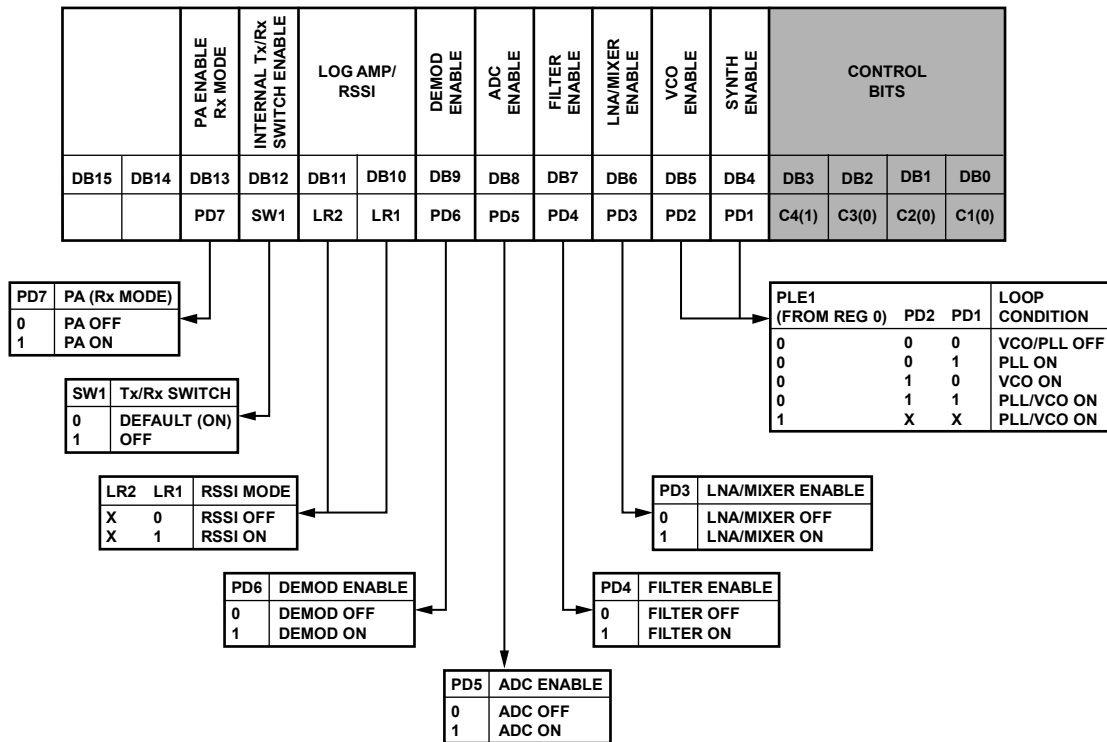 PA ENABLE
Rx MODE
INTERNAL Tx/Rx
SWITCH ENABLE
LOG AMP/
RSSI
DEMOD
ENABLE
ADC
ENABLE
FILTER
ENABLE
LNA/MIXER
ENABLE
VCO
ENABLE
SYNTH
ENABLE
CONTROL
BITS
DB15 DB14 DB13 DB12 DB11 DB10 DB9 DB8 DB7 DB6 DB5 DB4 DB3 DB2 DB1 DB0
PD7 SW1 LR2 LR1 PD6 PD5 PD4 PD3 PD2 PD1 C4(1) C3(0) C2(0) C1(0)
PD7 PA (Rx MODE)
0 PA OFF
1 PA ON
PLE1
(FROM REG 0) PD2 PD1 LOOP
CONDITION
0 0 0 VCO/PLL OFF
0 0 1 PLL ON
0 1 0 VCO ON
0 1 1 PLL/VCO ON
1 X X PLL/VCO ON
SW1 Tx/Rx SWITCH
0 DEFAULT (ON)
1 OFF
LR2 LR1 RSSI MODE
X 0 RSSI OFF
X 1 RSSI ON
PD3 LNA/MIXER ENABLE
0 LNA/MIXER OFF
1 LNA/MIXER ON
PD6 DEMOD ENABLE
0 DEMOD OFF
1 DEMOD ON
PD4 FILTER ENABLE
0 FILTER OFF
1 FILTER ON
PD5 ADC ENABLE
0 ADC OFF
1 ADC ON